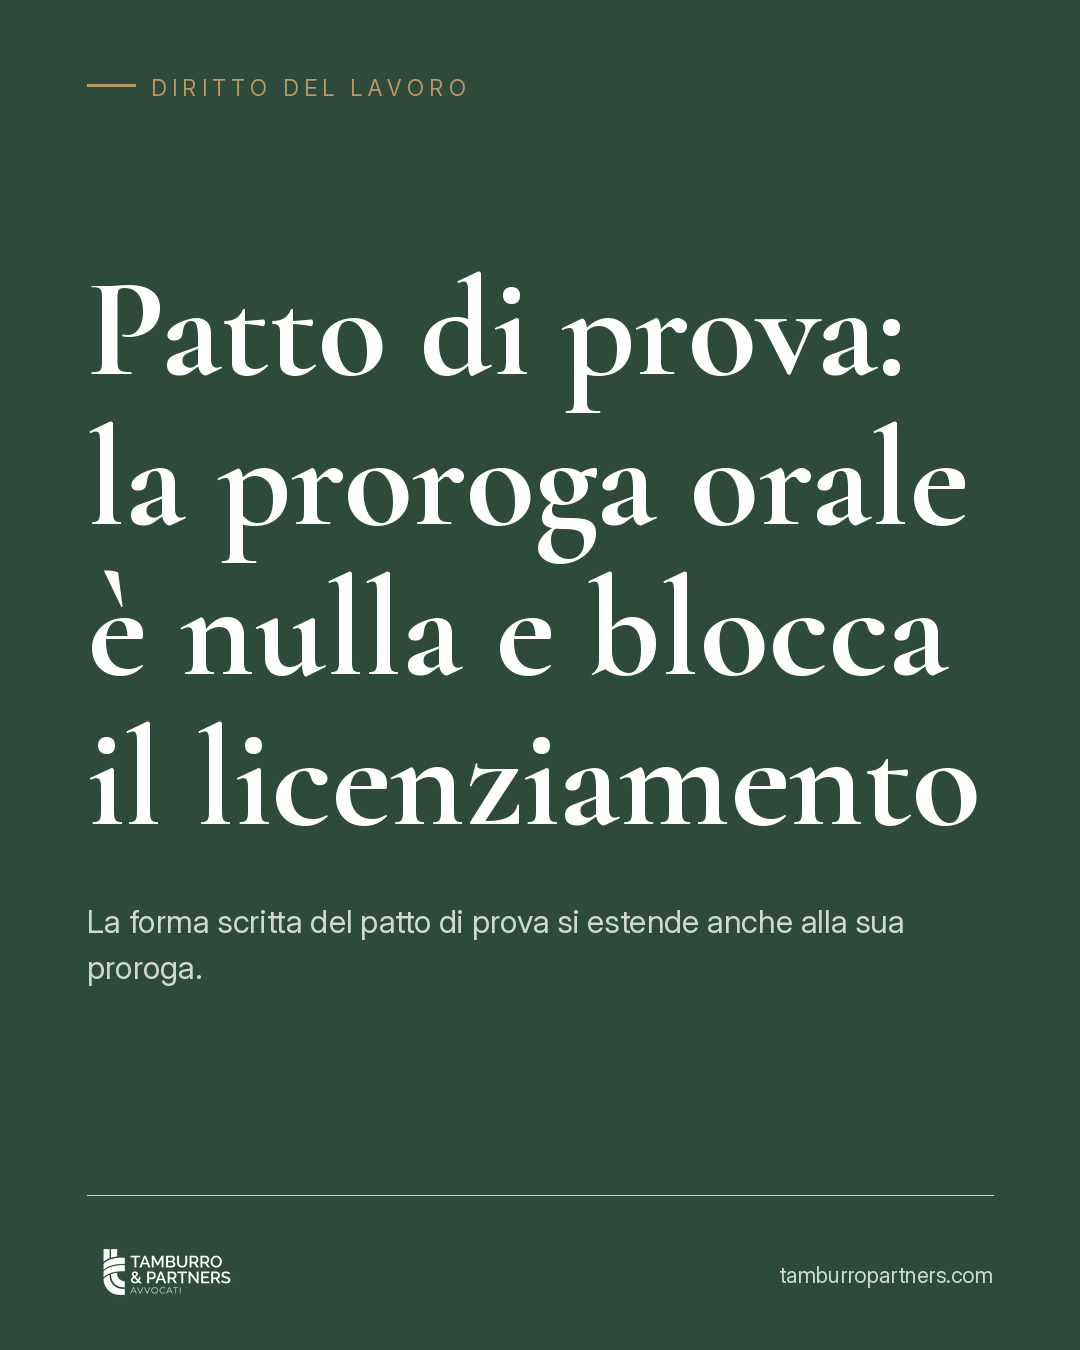 DIRITTO DEL LAVORO
Patto di prova:
la proroga orale
è nulla e blocca
il licenziamento
La forma scritta del patto di prova si estende anche alla sua
proroga.
TAMBURRO
& PARTNERS
AVVOCATI
tamburropartners.com